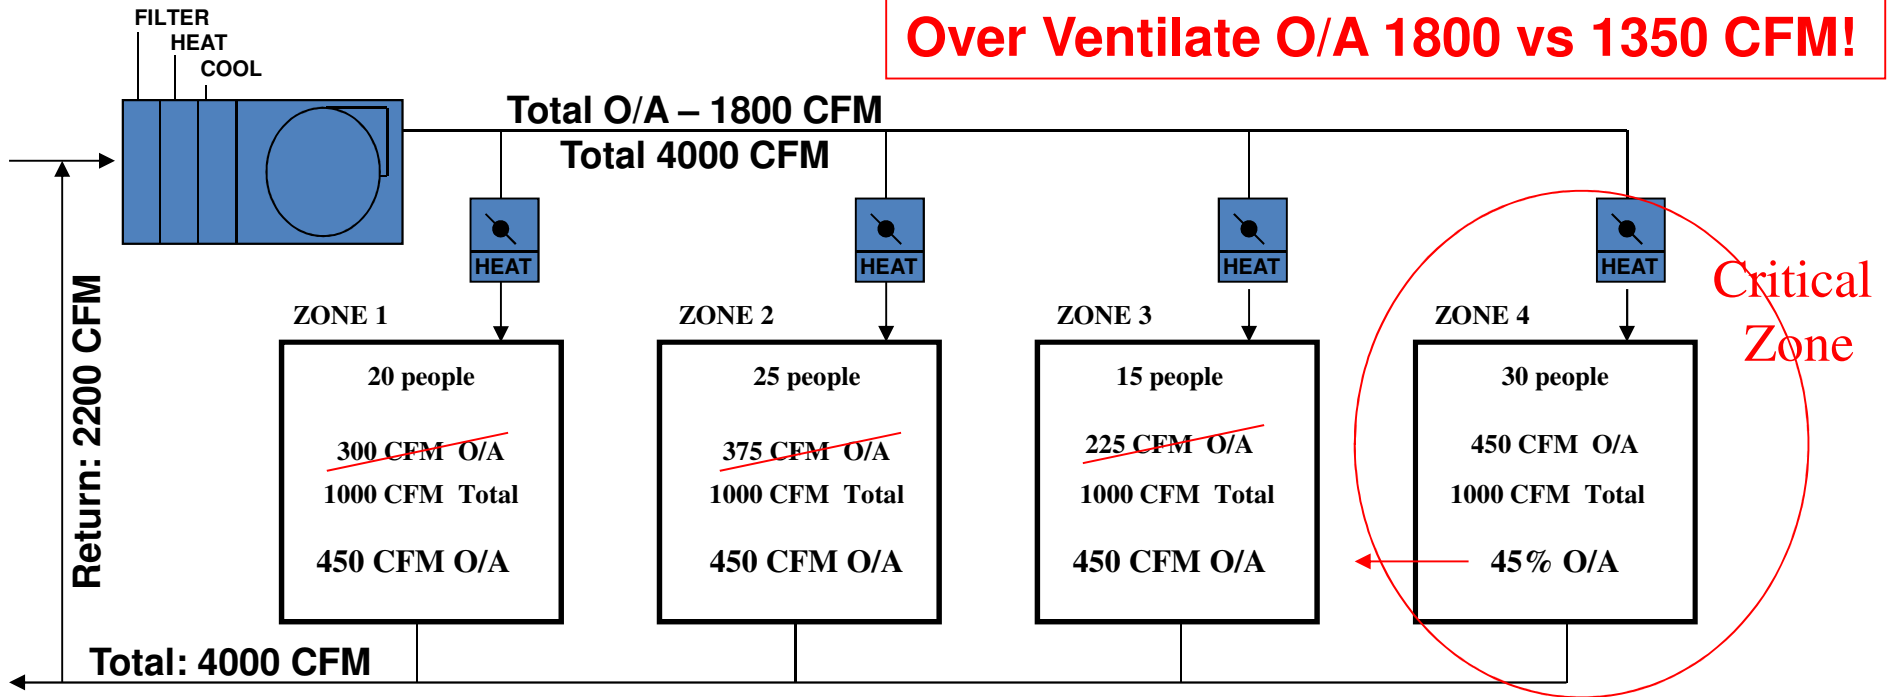 FILTER
HEAT
COOL
Over Ventilate O/A 1800 vs 1350 CFM!
Total O/A – 1800 CFM
Total 4000 CFM
HEAT
HEAT
HEAT
HEAT
Critical
Zone
Return: 2200 CFM
ZONE 1
20 people
300 CFM O/A
1000 CFM Total
450 CFM O/A
ZONE 2
25 people
375 CFM O/A
1000 CFM Total
450 CFM O/A
ZONE 3
15 people
225 CFM O/A
1000 CFM Total
450 CFM O/A
ZONE 4
30 people
450 CFM O/A
1000 CFM Total
45% O/A
Total: 4000 CFM